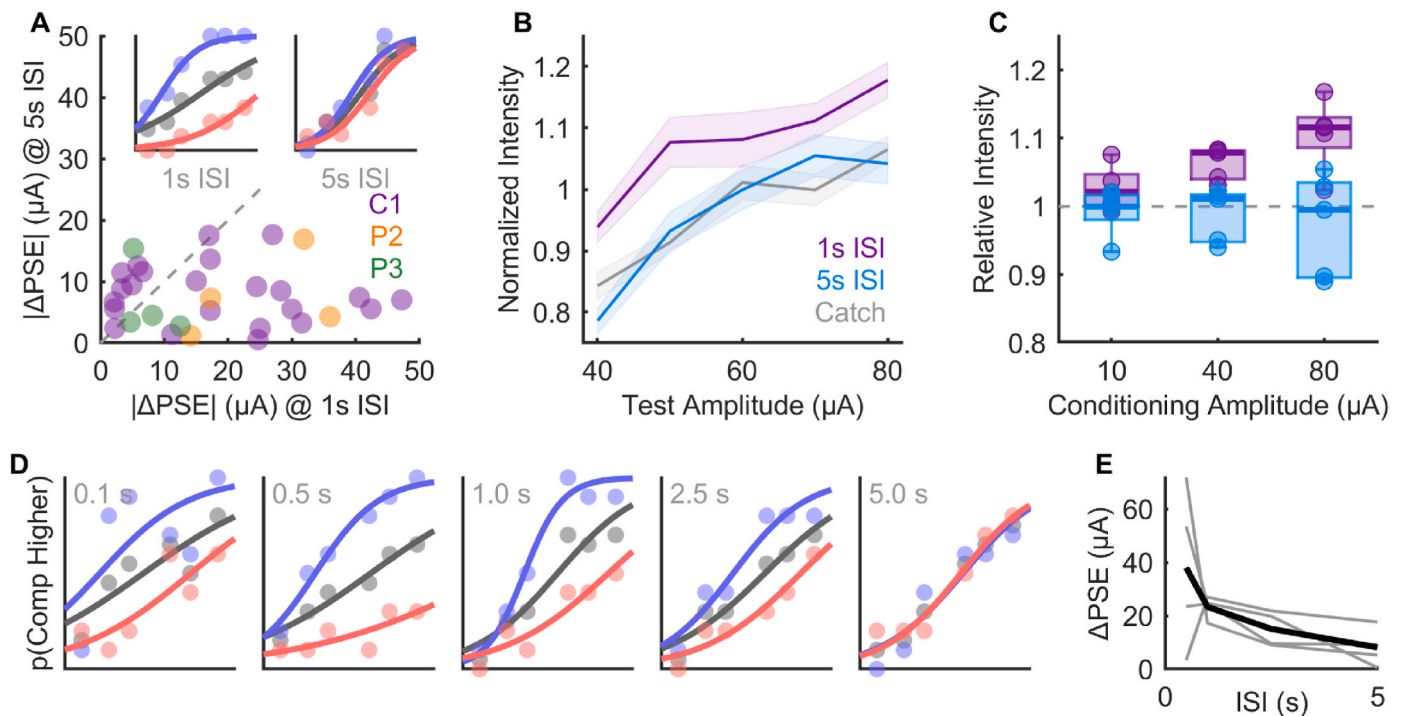 A
|ΔPSE| (μA) @ 5s ISI
50
40
30
20
10
0
1s ISI
5s ISI
C1
P2
P3
0 10 20 30 40 50
|ΔPSE| (μA) @ 1s ISI
B
Normalized Intensity
1.2
1.1
1
0.9
0.8
1s ISI
5s ISI
Catch
40 60 80
Test Amplitude (μA)
C
Relative Intensity
1.2
1.1
1
0.9
0.8
10 40 80
Conditioning Amplitude (μA)
D
p(Comp Higher)
0.1 s
0.5 s
1.0 s
2.5 s
5.0 s
E
ΔPSE (μA)
60
40
20
0
0 5
ISI (s)